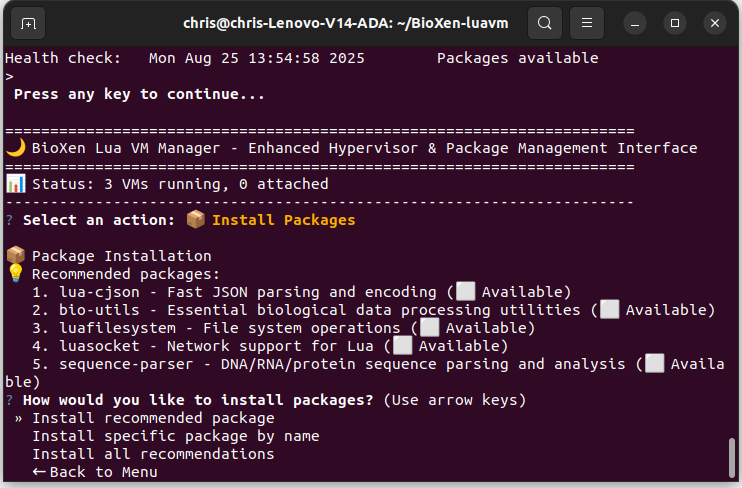 chris@chris-Lenovo-V14-ADA: ~/BioXen-luavm
Health check:   Mon Aug 25 13:54:58 2025        Packages available
>
 Press any key to continue...
======================================================================
🌙 BioXen Lua VM Manager - Enhanced Hypervisor & Package Management Interface
======================================================================
📊 Status: 3 VMs running, 0 attached
----------------------------------------------------------------------
? Select an action: 📦 Install Packages
📦 Package Installation
💡 Recommended packages:
   1. lua-cjson - Fast JSON parsing and encoding (⬜ Available)
   2. bio-utils - Essential biological data processing utilities (⬜ Available)
   3. luafilesystem - File system operations (⬜ Available)
   4. luasocket - Network support for Lua (⬜ Available)
   5. sequence-parser - DNA/RNA/protein sequence parsing and analysis (⬜ Availa
ble)
? How would you like to install packages? (Use arrow keys)
 » Install recommended package
   Install specific package by name
   Install all recommendations
   ← Back to Menu